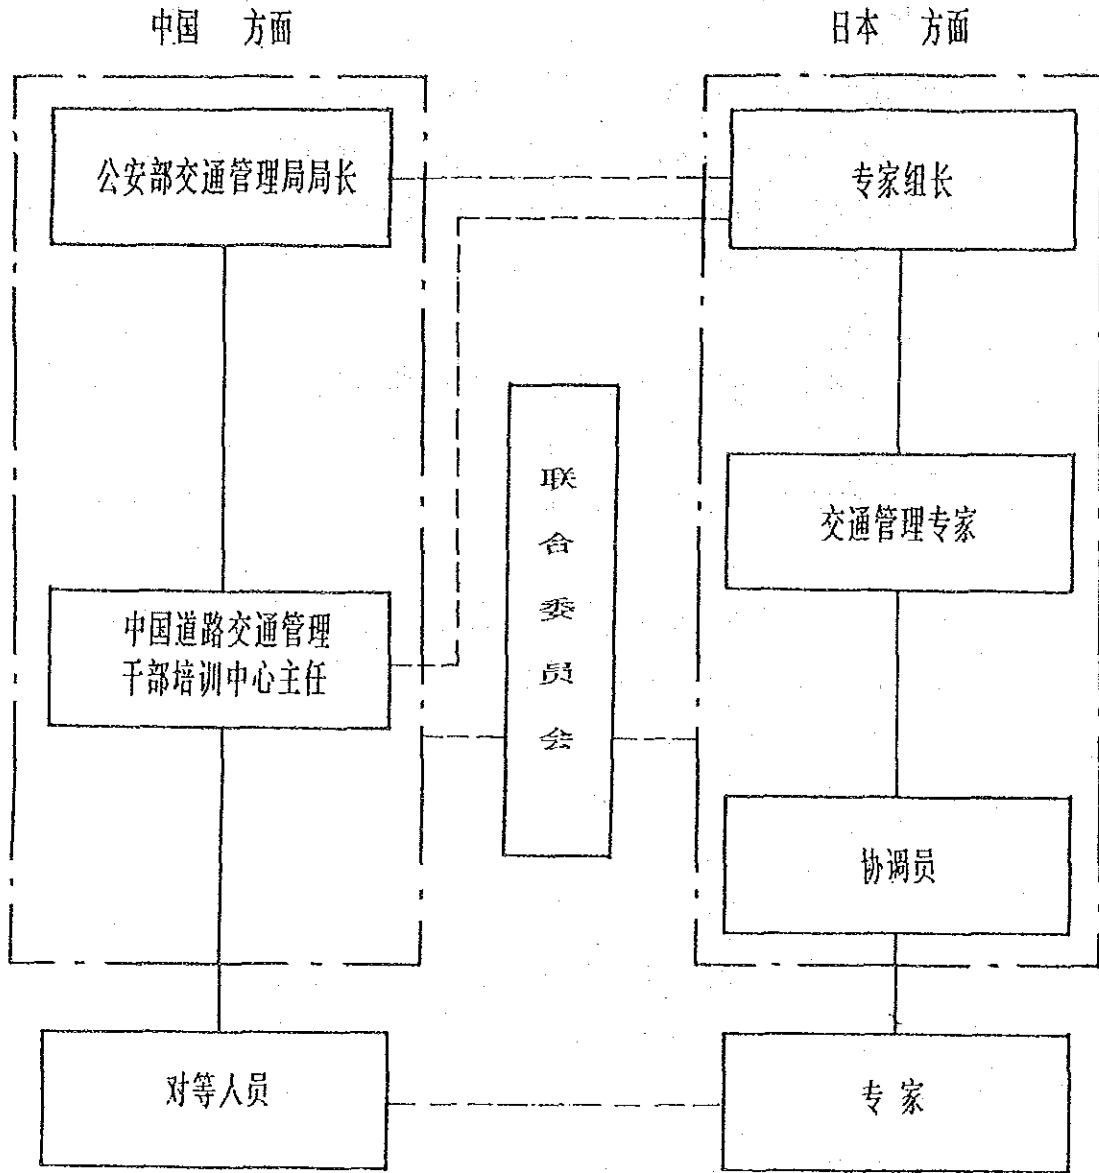 中国 方面
日本 方面
公安部交通管理局局长
专家组长
联合委员会
交通管理专家
中国道路交通管理
干部培训中心主任
协调员
对等人员
专家